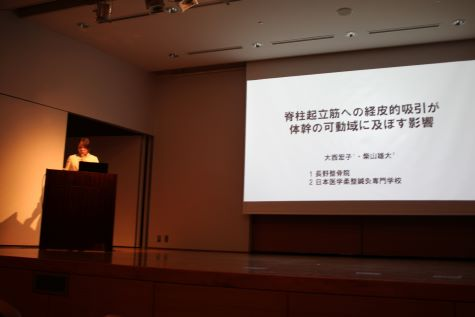 脊柱起立筋への経皮的吸引が
体幹の可動域に及ぼす影響
大西宏子¹・柴山雄大²
1 長野整骨院
2 日本医学柔整鍼灸専門学校